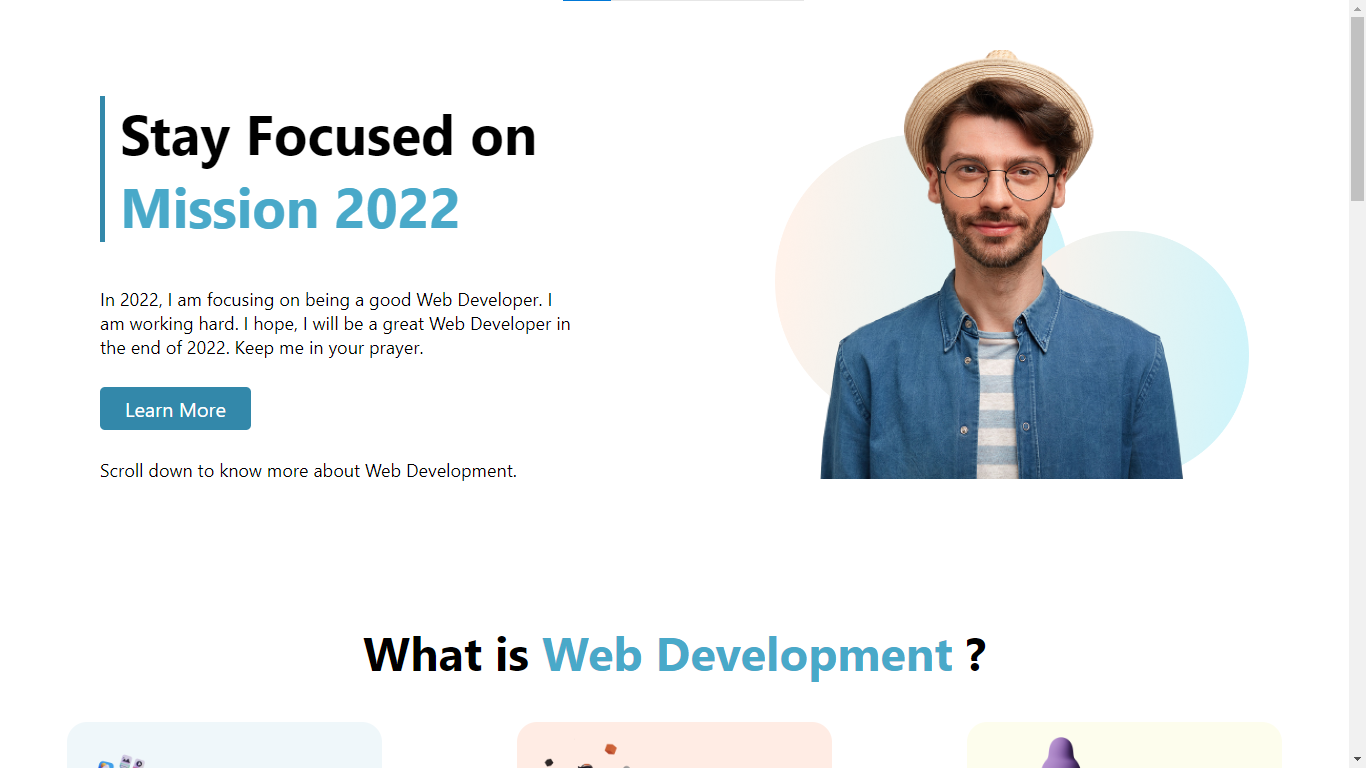 Stay Focused on
Mission 2022
In 2022, I am focusing on being a good Web Developer. I
am working hard. I hope, I will be a great Web Developer in
the end of 2022. Keep me in your prayer.
Learn More
Scroll down to know more about Web Development.
What is Web Development ?